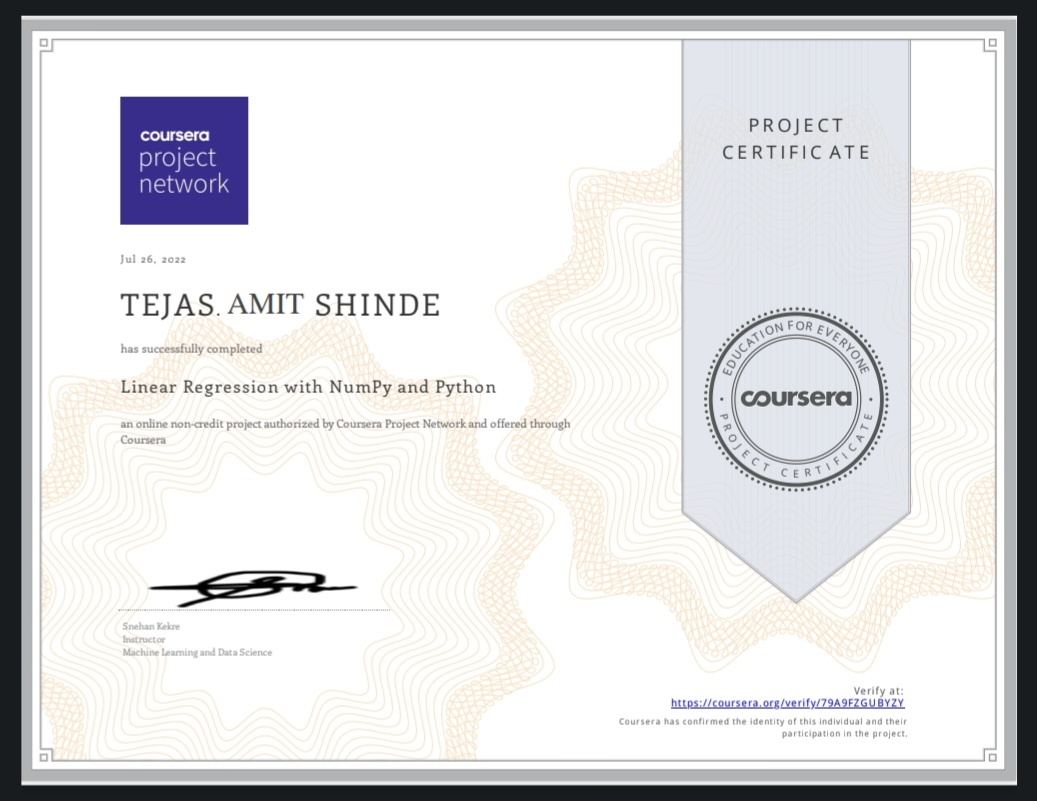 coursera
project
network
PROJECT
CERTIFICATE
Jul 26, 2022
TEJAS. AMIT SHINDE
has successfully completed
Linear Regression with NumPy and Python
an online non-credit project authorized by Coursera Project Network and offered through
Coursera
EDUCATION FOR EVERYONE
coursera
PROJECT CERTIFICATE
Snehan Kekre
Instructor
Machine Learning and Data Science
Verify at:
https://coursera.org/verify/79A9FZGUBYZY
Coursera has confirmed the identity of this individual and their
participation in the project.